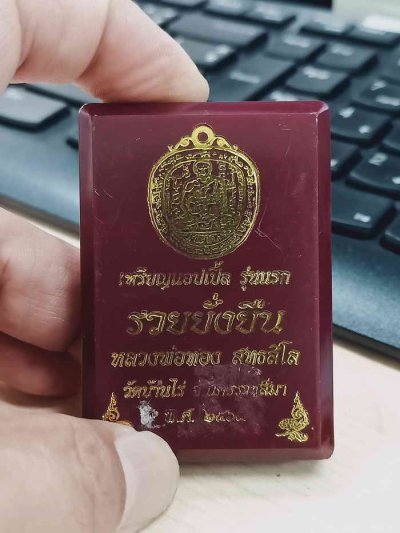 เหรียญแอปเปิ้ล รุ่นแรก
รวยยั่งยืน
หลวงพ่อทอง สุทธสีโล
วัดบ้านไร่ จ.นครราชสีมา
พ.ศ.